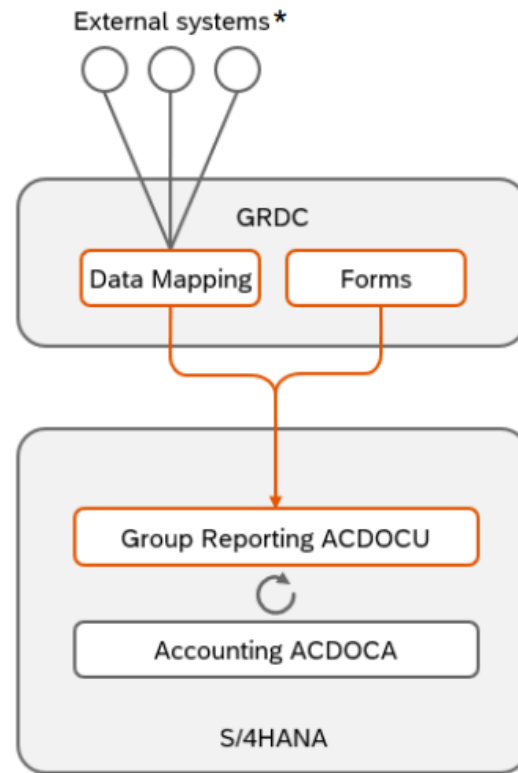 External systems*
GRDC
Data Mapping
Forms
Group Reporting ACDOCU
Accounting ACDOCA
S/4HANA